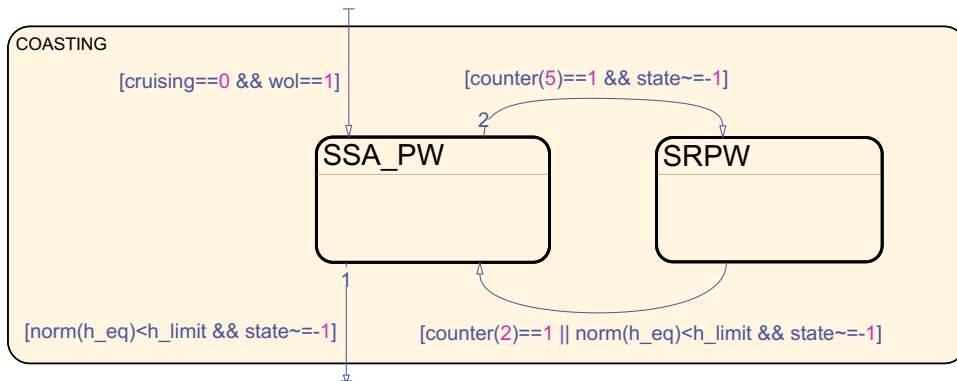 COASTING
[cruising==0 && wol==1]
[counter(5)==1 && state~=-1]
2
SSA_PW
SRPW
1
[norm(h_eq)<h_limit && state~=-1]
[counter(2)==1 || norm(h_eq)<h_limit && state~=-1]